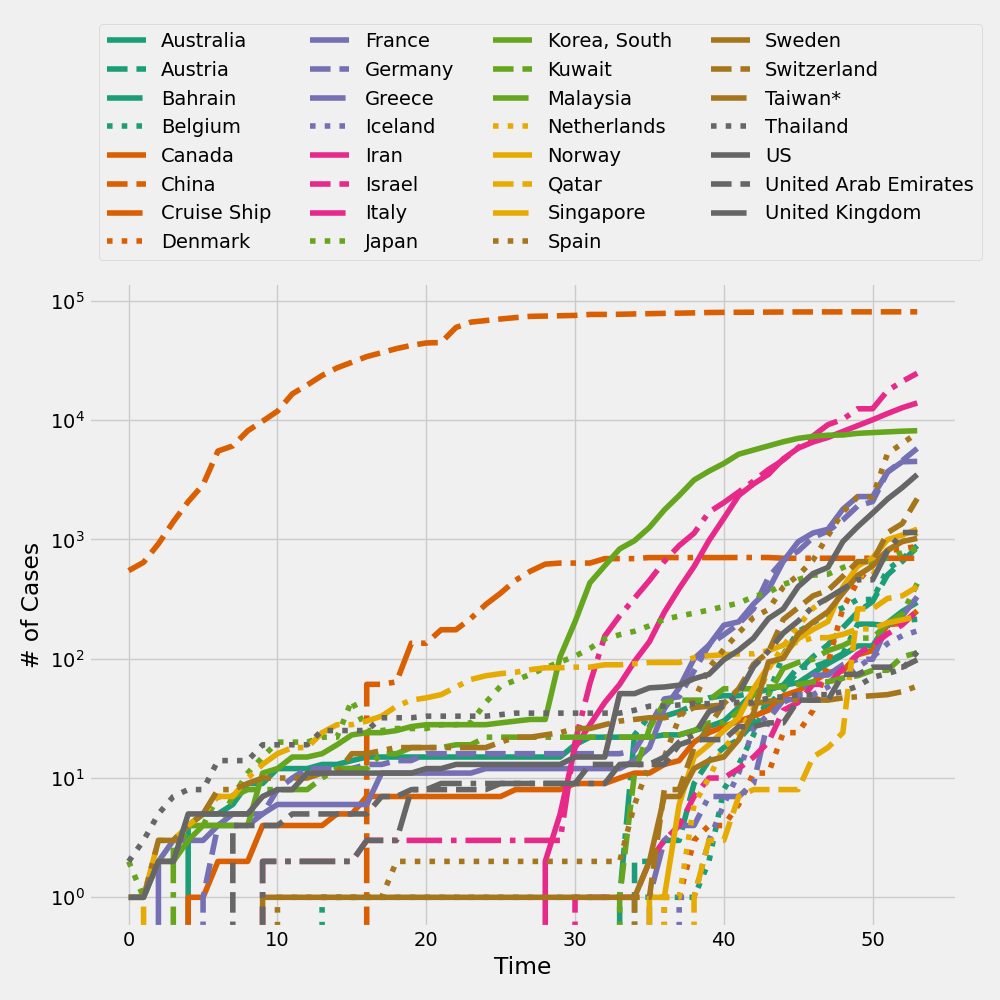 Australia France Korea, South Sweden
Austria Germany Kuwait Switzerland
Bahrain Greece Malaysia Taiwan*
Belgium Iceland Netherlands Thailand
Canada Iran Norway US
China Israel Qatar United Arab Emirates
Cruise Ship Italy Singapore United Kingdom
Denmark Japan Spain
10^5
10^4
10^3
10^2
10^1
10^0
# of Cases
0 10 20 30 40 50
Time